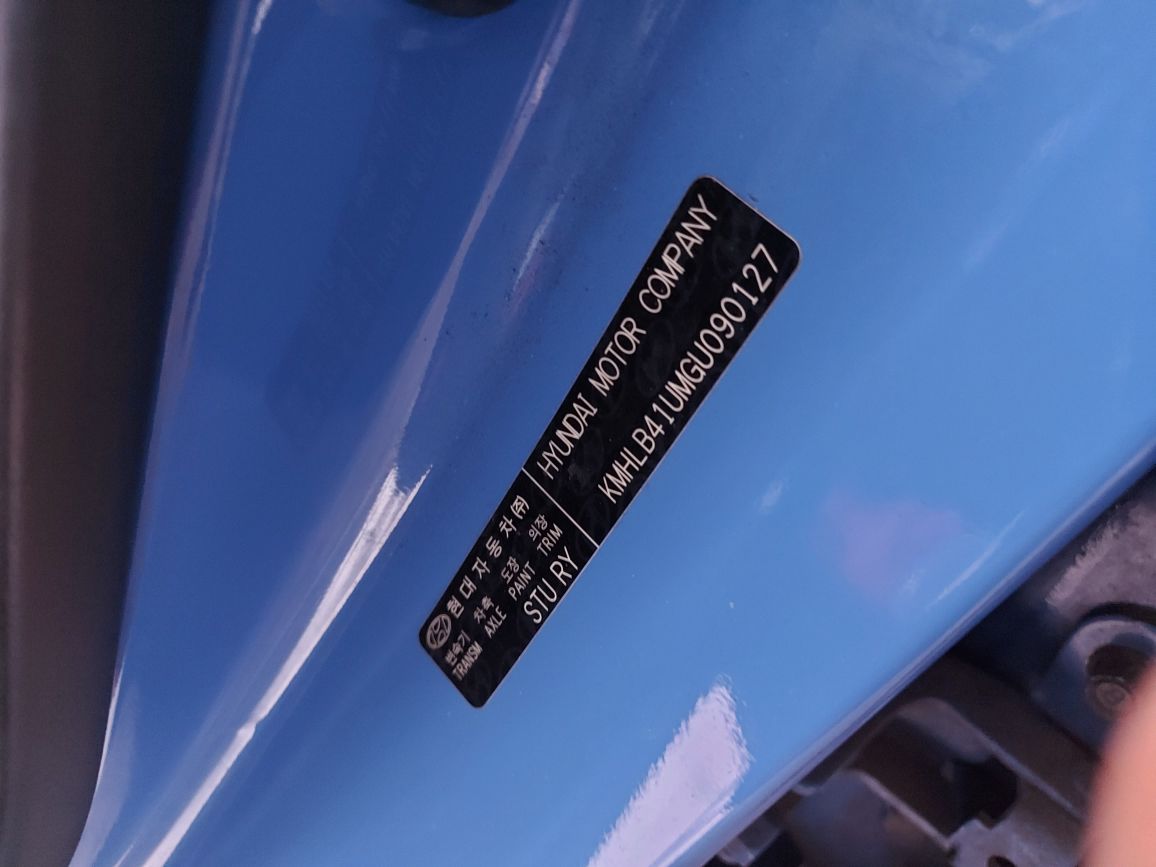 현대자동차(주) HYUNDAI MOTOR COMPANY
변속기 차축 도장 의장
TRANSM AXLE PAINT TRIM
KMHLB41UMGU090127
STU RY